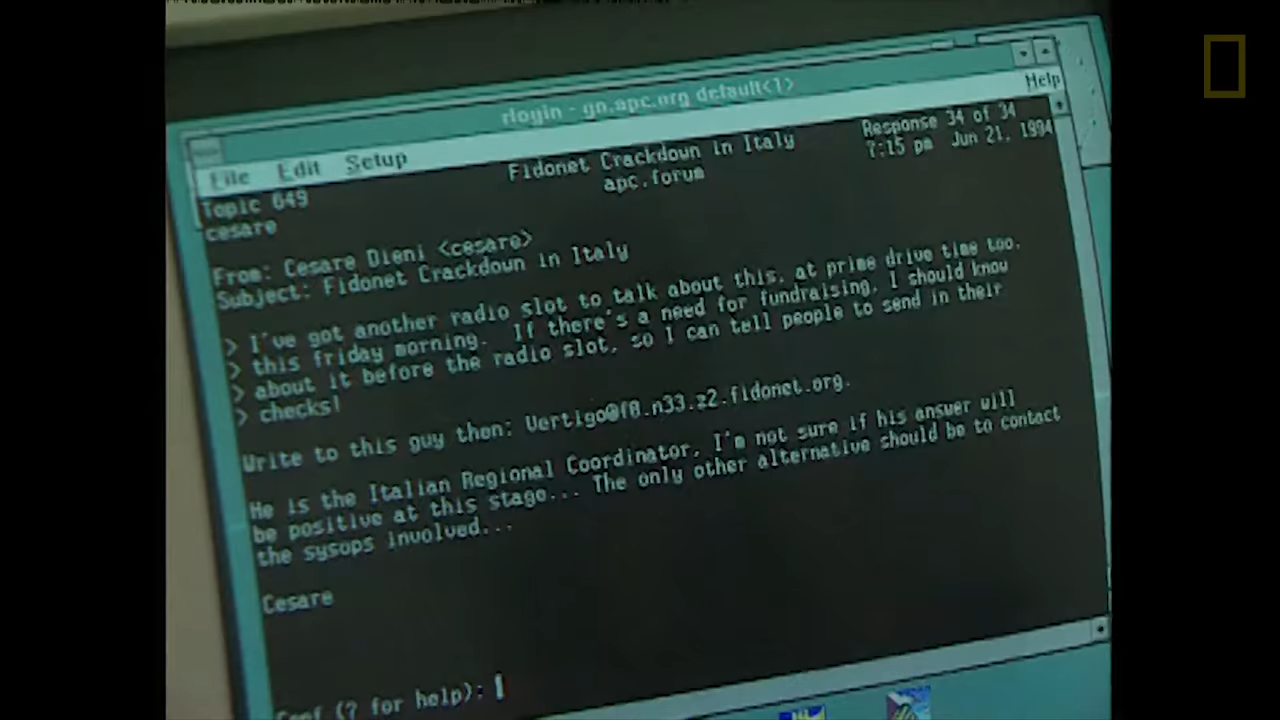 rlogin - gn.apc.org default<1>
File Edit Setup Help
Topic 649 Fidonet Crackdown in Italy Response 34 of 34
cesare apc.forum 7:15 pm Jun 21, 1994
From: Cesare Dieni <cesare>
Subject: Fidonet Crackdown in Italy
> I've got another radio slot to talk about this, at prime drive time too,
> this friday morning. If there's a need for fundraising, I should know
> about it before the radio slot, so I can tell people to send in their
> checks!
Write to this guy then: Vertigo@f8.n33.z2.fidonet.org.
He is the Italian Regional Coordinator, I'm not sure if his answer will
be positive at this stage... The only other alternative should be to contact
the sysops involved...
Cesare
Conf (? for help):